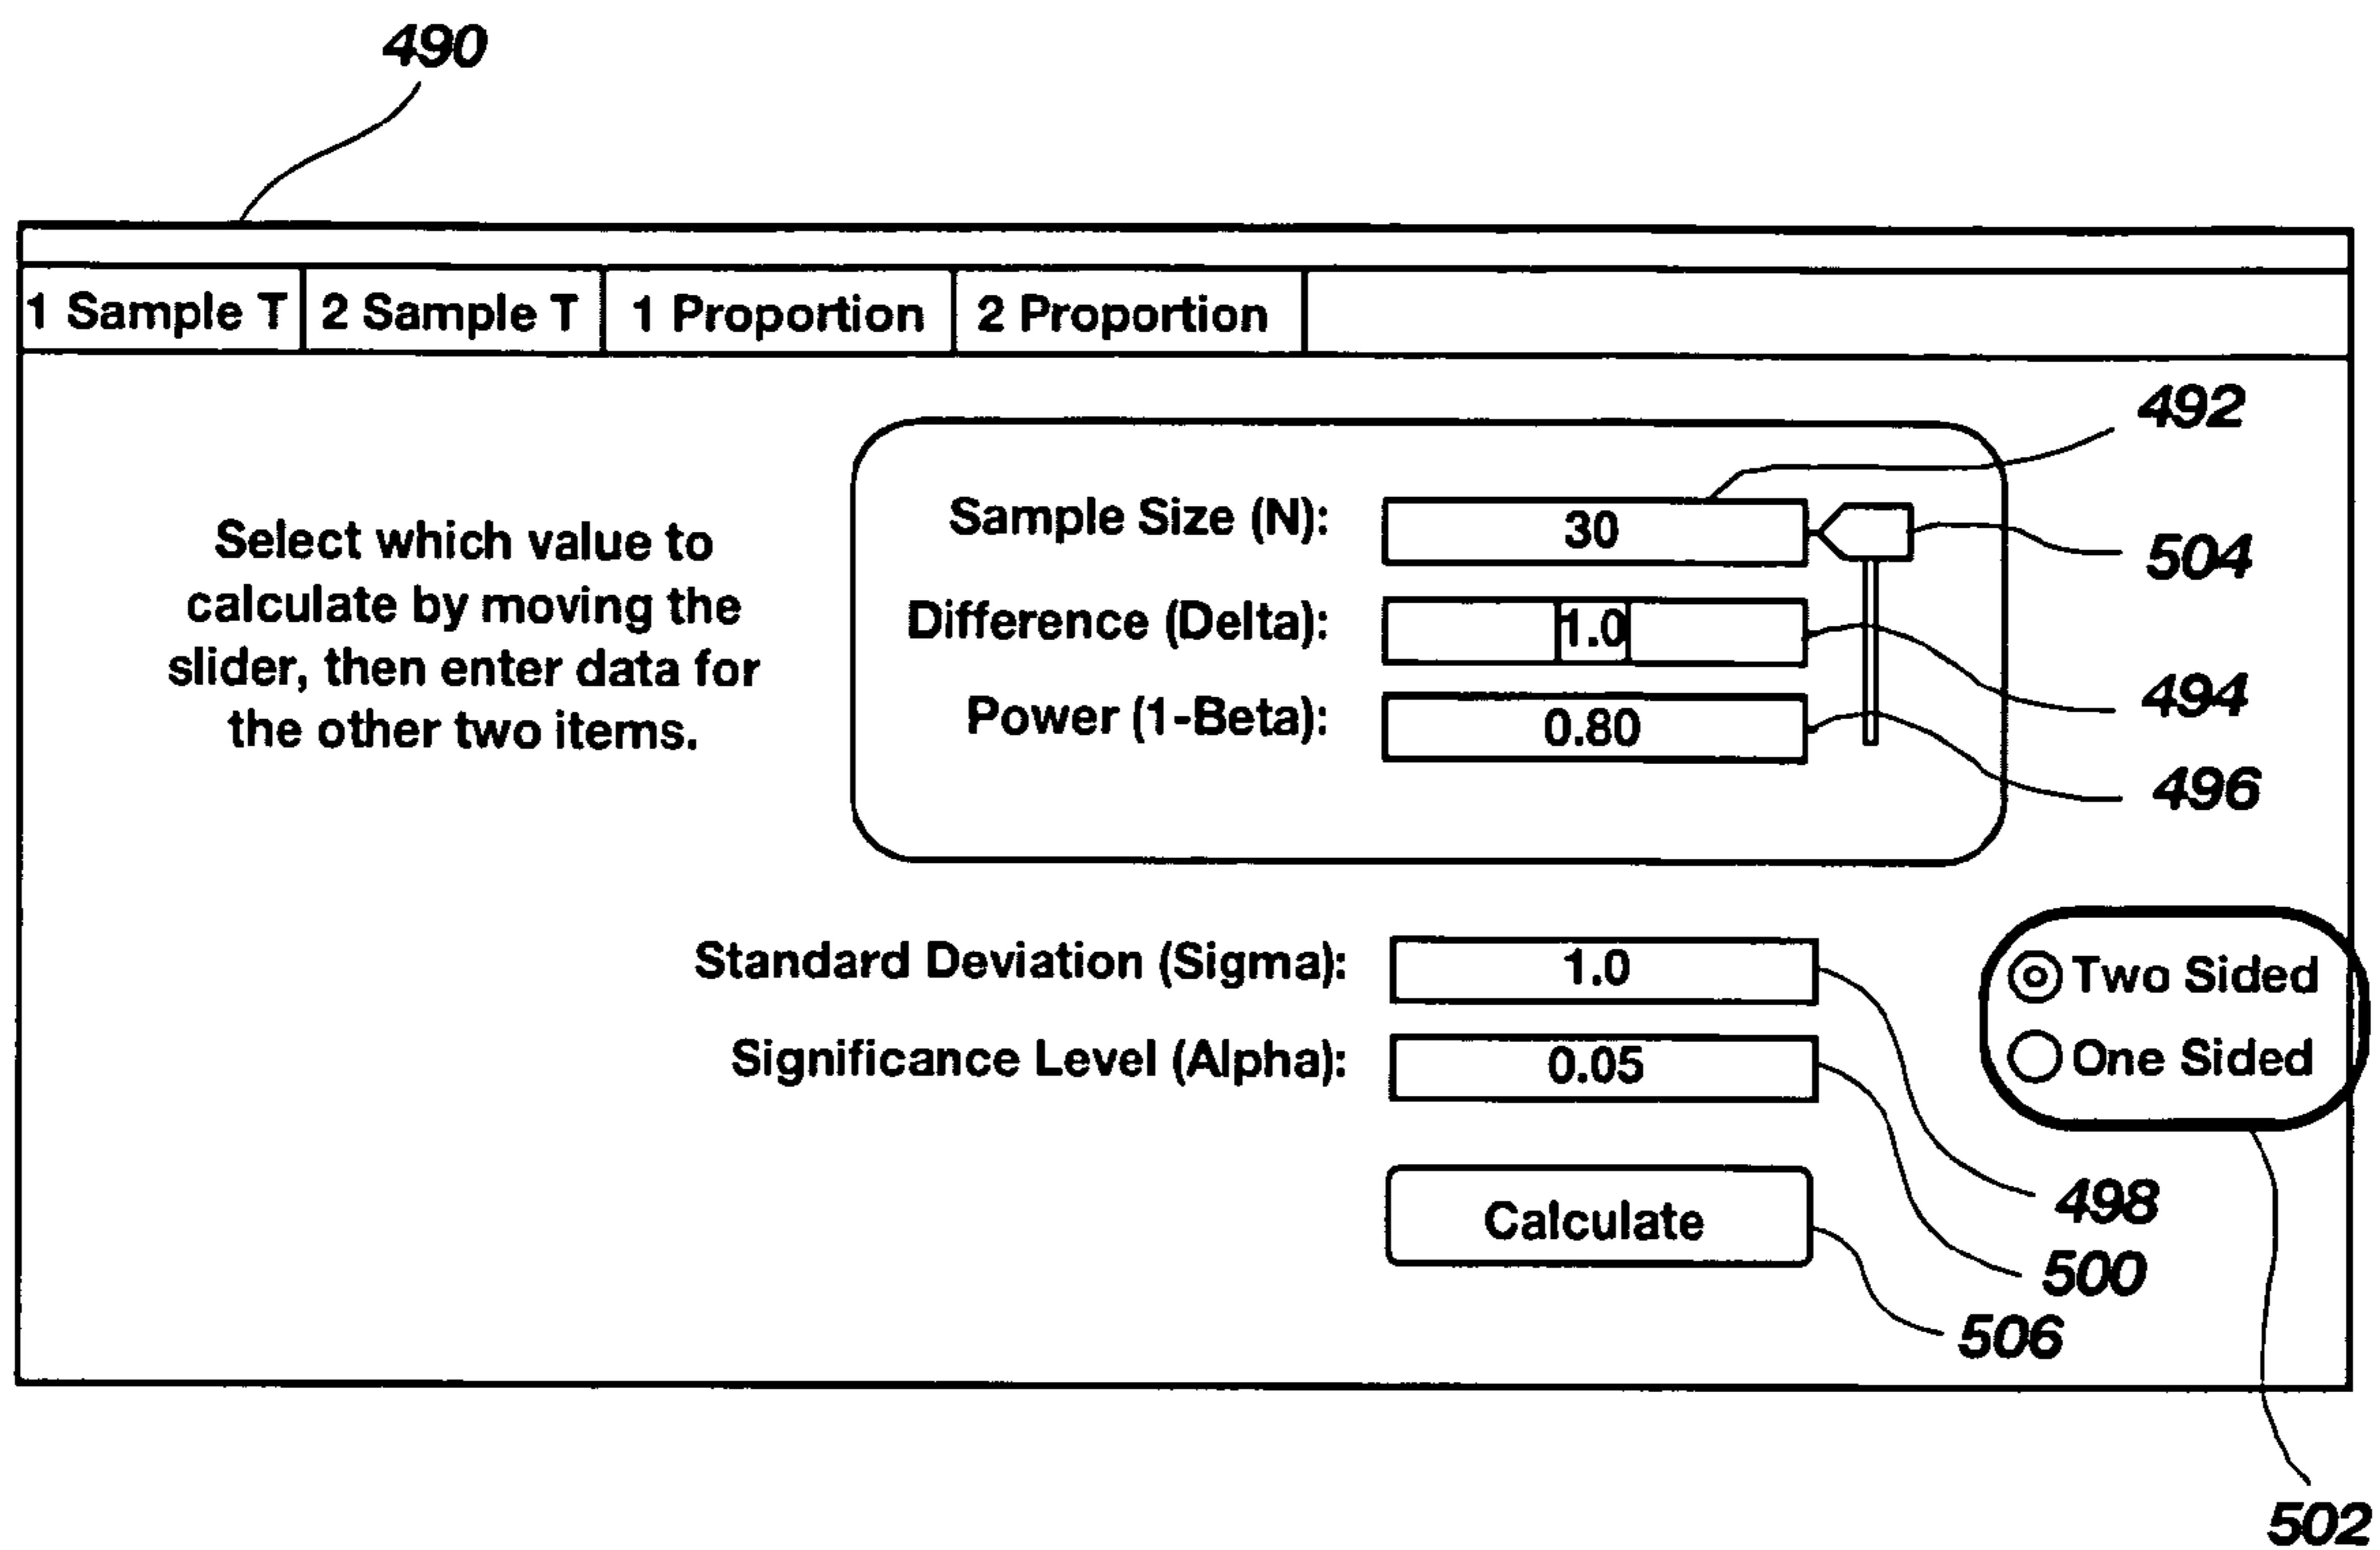 490
1 Sample T 2 Sample T 1 Proportion 2 Proportion
492
Select which value to
calculate by moving the
slider, then enter data for
the other two items.
Sample Size (N): 30
504
Difference (Delta): 1.0
494
Power (1-Beta): 0.80
496
Standard Deviation (Sigma): 1.0
Two Sided
Significance Level (Alpha): 0.05
One Sided
498
Calculate
500
506
502